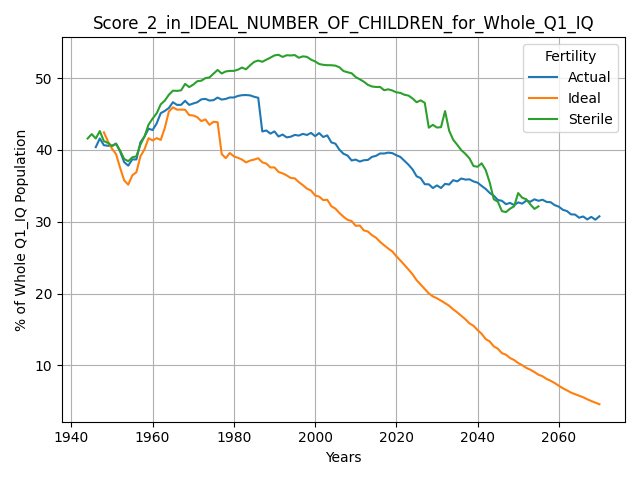 Score_2_in_IDEAL_NUMBER_OF_CHILDREN_for_Whole_Q1_IQ
Fertility
Actual
Ideal
Sterile
% of Whole Q1_IQ Population
50
40
30
20
10
1940 1960 1980 2000 2020 2040 2060
Years